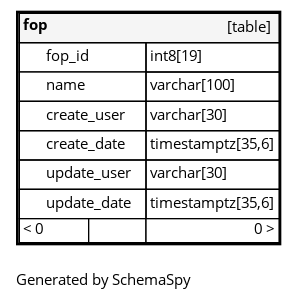 fop [table]
fop_id int8[19]
name varchar[100]
create_user varchar[30]
create_date timestamptz[35,6]
update_user varchar[30]
update_date timestamptz[35,6]
< 0 0 >
Generated by SchemaSpy